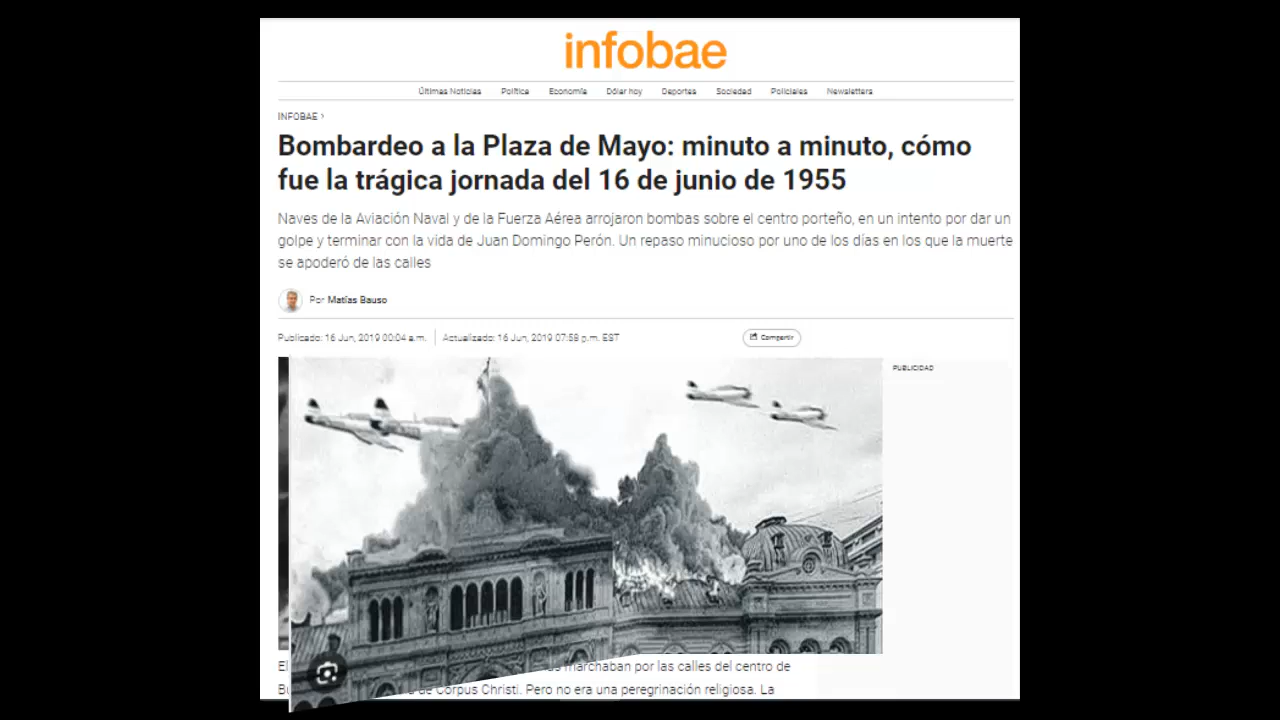 infobae
Últimas Noticias Política Economía Dólar hoy Deportes Sociedad Policiales Newsletters
INFOBAE ›
Bombardeo a la Plaza de Mayo: minuto a minuto, cómo
fue la trágica jornada del 16 de junio de 1955
Naves de la Aviación Naval y de la Fuerza Aérea arrojaron bombas sobre el centro porteño, en un intento por dar un
golpe y terminar con la vida de Juan Domingo Perón. Un repaso minucioso por uno de los días en los que la muerte
se apoderó de las calles
Por Matías Bauso
Publicado: 16 Jun, 2019 00:04 a.m. Actualizado: 16 Jun, 2019 07:58 p.m. EST
Compartir
PUBLICIDAD
El marchaban por las calles del centro de
de Corpus Christi. Pero no era una peregrinación religiosa. La